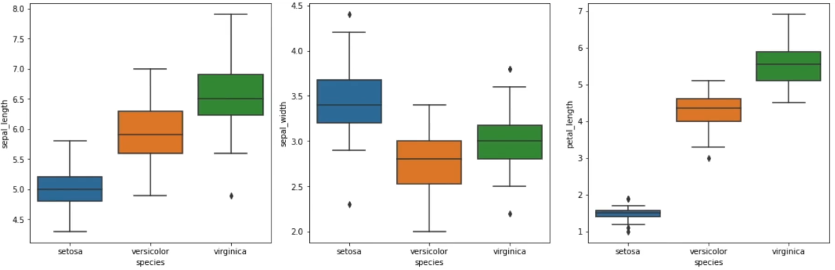 sepal_length
8.0
7.5
7.0
6.5
6.0
5.5
5.0
4.5
setosa versicolor virginica
species
sepal_width
4.5
4.0
3.5
3.0
2.5
2.0
setosa versicolor virginica
species
petal_length
7
6
5
4
3
2
1
setosa versicolor virginica
species